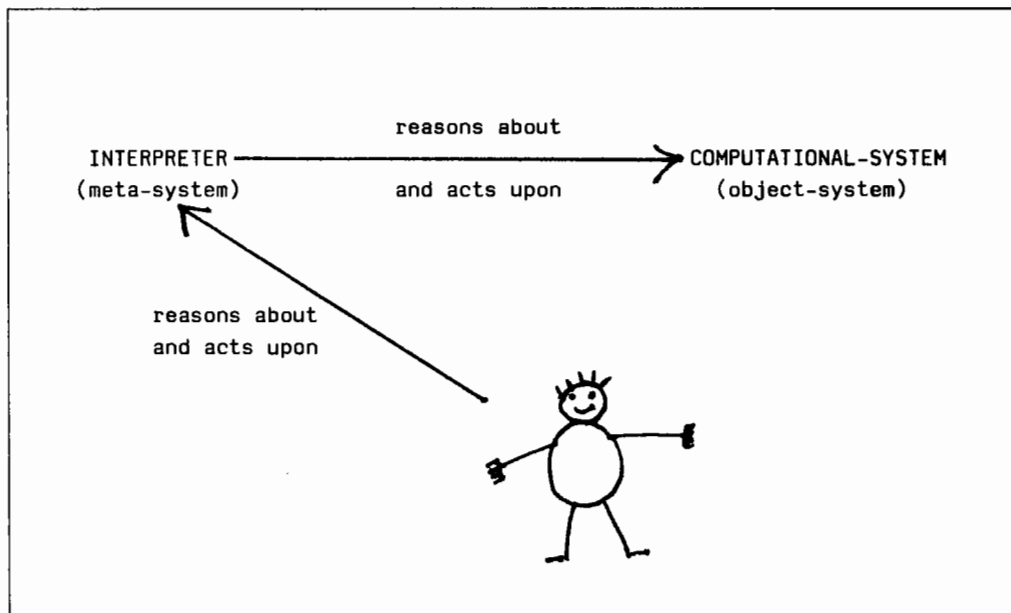 reasons about
INTERPRETER COMPUTATIONAL-SYSTEM
(meta-system) and acts upon (object-system)
reasons about
and acts upon